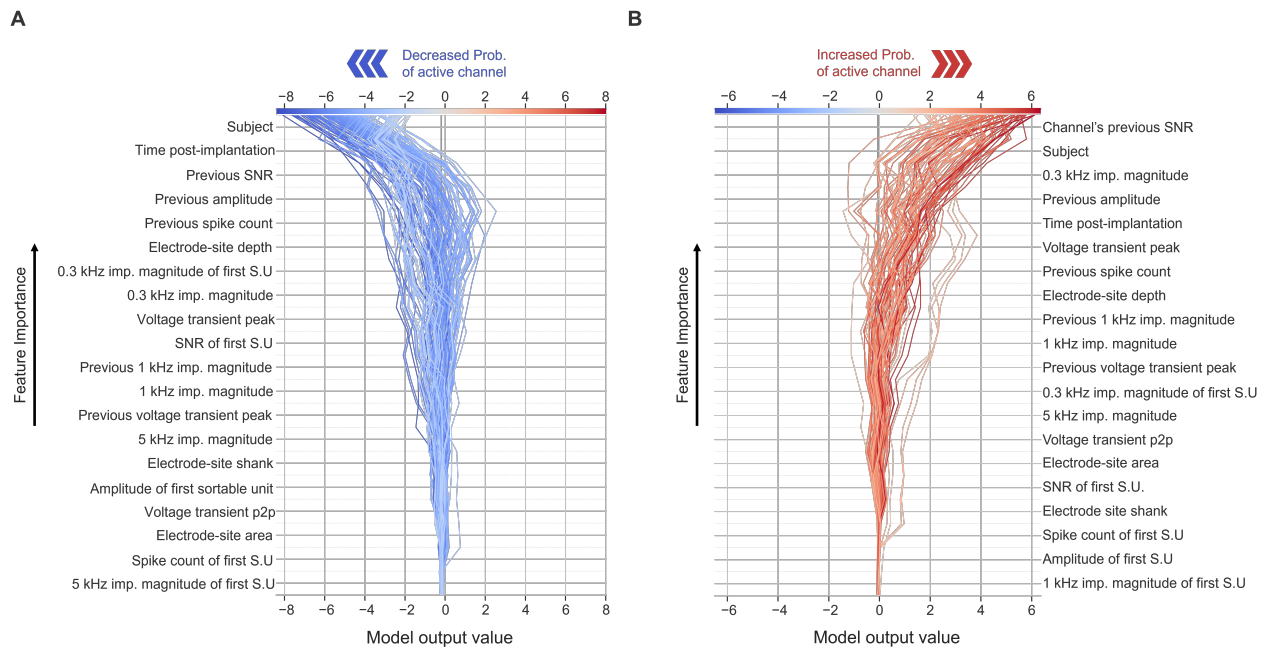 A
B
Decreased Prob.
of active channel
Increased Prob.
of active channel
−8 −6 −4 −2 0 2 4 6 8
−6 −4 −2 0 2 4 6
Subject
Time post-implantation
Previous SNR
Previous amplitude
Previous spike count
Electrode-site depth
0.3 kHz imp. magnitude of first S.U
0.3 kHz imp. magnitude
Voltage transient peak
SNR of first S.U
Previous 1 kHz imp. magnitude
1 kHz imp. magnitude
Previous voltage transient peak
5 kHz imp. magnitude
Electrode-site shank
Amplitude of first sortable unit
Voltage transient p2p
Electrode-site area
Spike count of first S.U
5 kHz imp. magnitude of first S.U
Feature Importance
−8 −6 −4 −2 0 2 4 6 8
Model output value
Channel's previous SNR
Subject
0.3 kHz imp. magnitude
Previous amplitude
Time post-implantation
Voltage transient peak
Previous spike count
Electrode-site depth
Previous 1 kHz imp. magnitude
1 kHz imp. magnitude
Previous voltage transient peak
0.3 kHz imp. magnitude of first S.U
5 kHz imp. magnitude
Voltage transient p2p
Electrode-site area
SNR of first S.U.
Electrode site shank
Spike count of first S.U
Amplitude of first S.U
1 kHz imp. magnitude of first S.U
Feature Importance
−6 −4 −2 0 2 4 6
Model output value